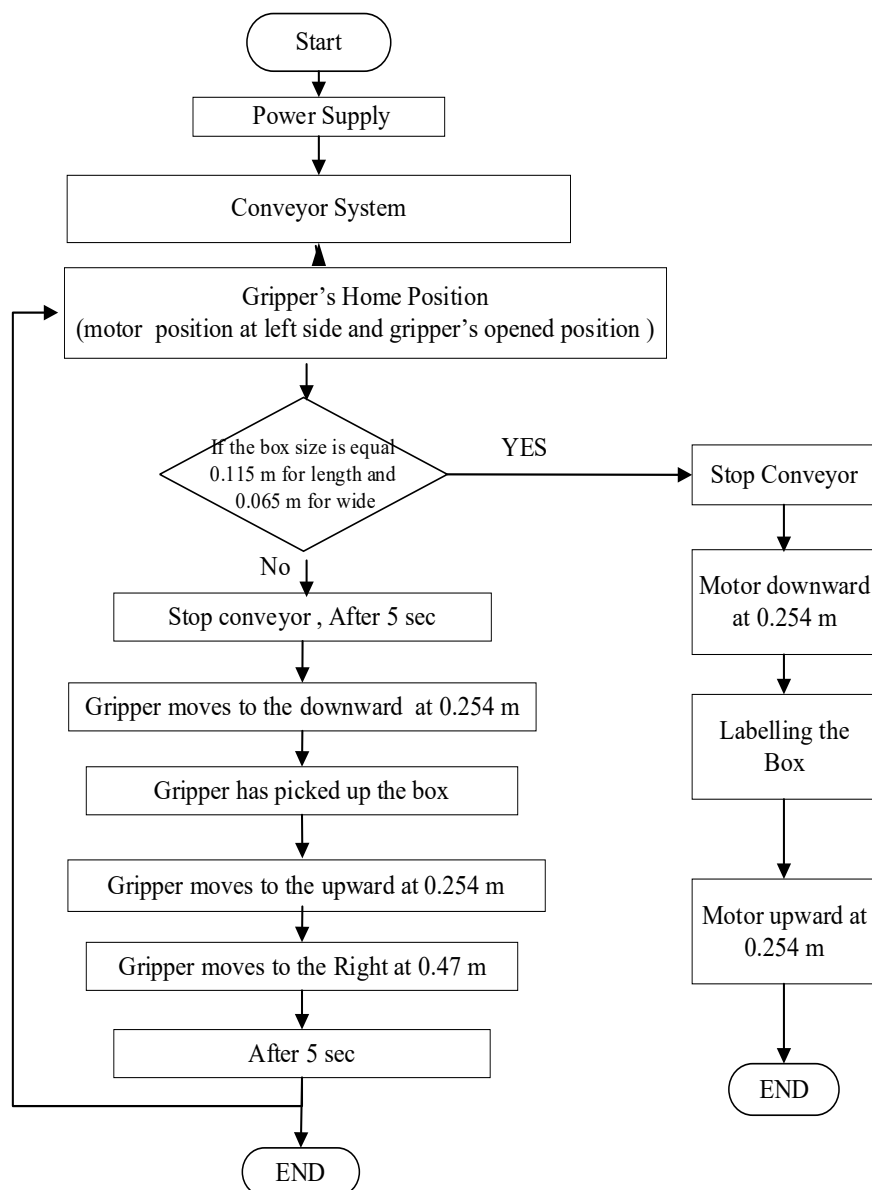 Start
Power Supply
Conveyor System
Gripper's Home Position
(motor position at left side and gripper's opened position )
If the box size is equal
0.115 m for length and
0.065 m for wide
YES
Stop Conveyor
No
Motor downward
at 0.254 m
Stop conveyor , After 5 sec
Gripper moves to the downward at 0.254 m
Labelling the
Box
Gripper has picked up the box
Gripper moves to the upward at 0.254 m
Motor upward at
0.254 m
Gripper moves to the Right at 0.47 m
After 5 sec
END
END